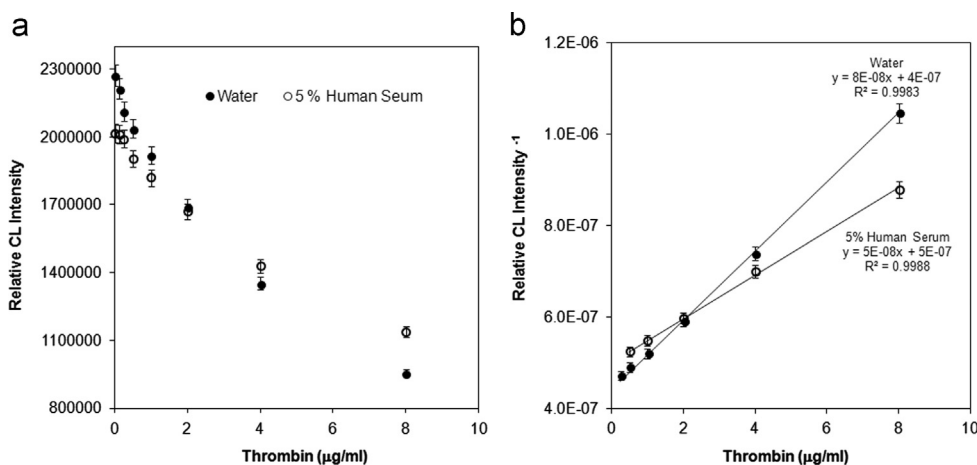 a
2300000
2000000
1700000
1400000
1100000
800000
Relative CL Intensity
Water
5 % Human Seum
0
2
4
6
8
10
Thrombin (µg/ml)
b
1.2E-06
1.0E-06
8.0E-07
6.0E-07
4.0E-07
Relative CL Intensity ⁻¹
Water
y = 8E-08x + 4E-07
R² = 0.9983
5% Human Serum
y = 5E-08x + 5E-07
R² = 0.9988
0
2
4
6
8
10
Thrombin (µg/ml)